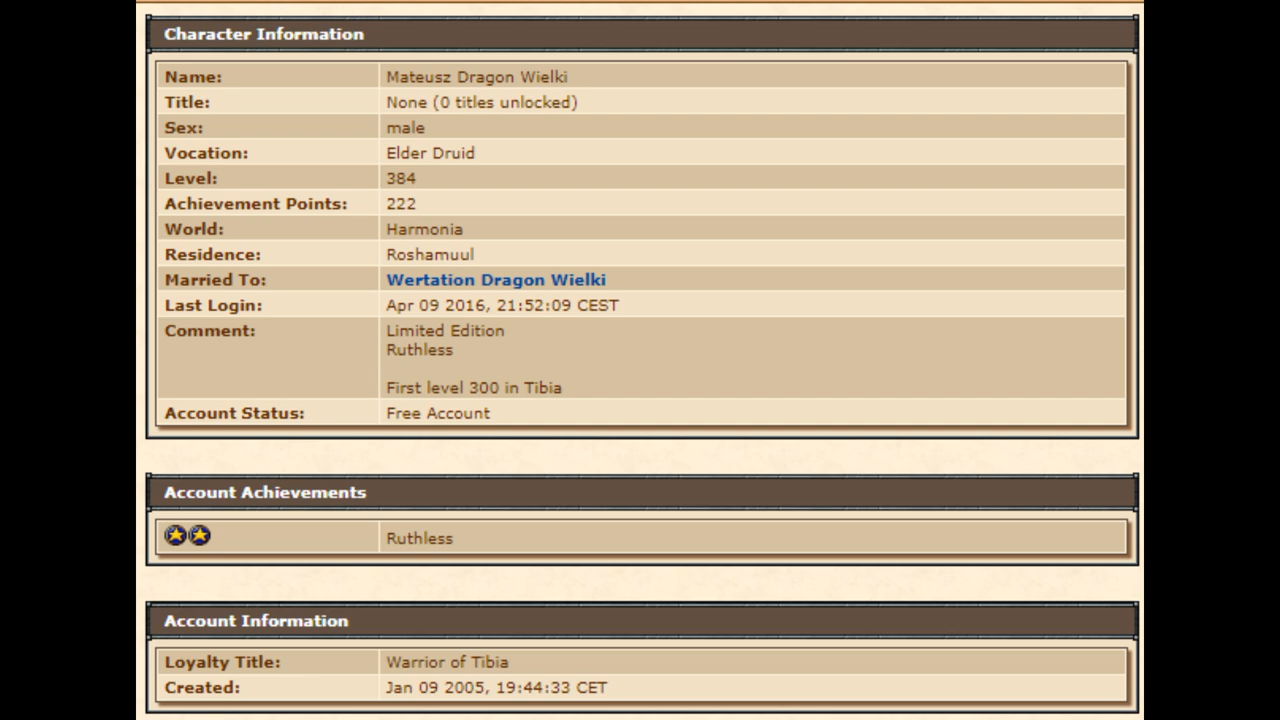 Character Information
Name: Mateusz Dragon Wielki
Title: None (0 titles unlocked)
Sex: male
Vocation: Elder Druid
Level: 384
Achievement Points: 222
World: Harmonia
Residence: Roshamuul
Married To: Wertation Dragon Wielki
Last Login: Apr 09 2016, 21:52:09 CEST
Comment: Limited Edition
Ruthless
First level 300 in Tibia
Account Status: Free Account
Account Achievements
Ruthless
Account Information
Loyalty Title: Warrior of Tibia
Created: Jan 09 2005, 19:44:33 CET